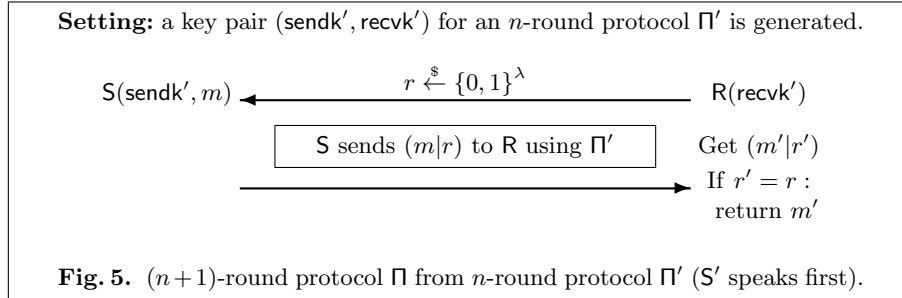 Setting: a key pair (sendk′, recvk′) for an n-round protocol Π′ is generated.
r $← {0, 1}^λ
S(sendk′, m) R(recvk′)
S sends (m|r) to R using Π′ Get (m′|r′)
If r′ = r :
return m′
Fig. 5. (n+1)-round protocol Π from n-round protocol Π′ (S′ speaks first).